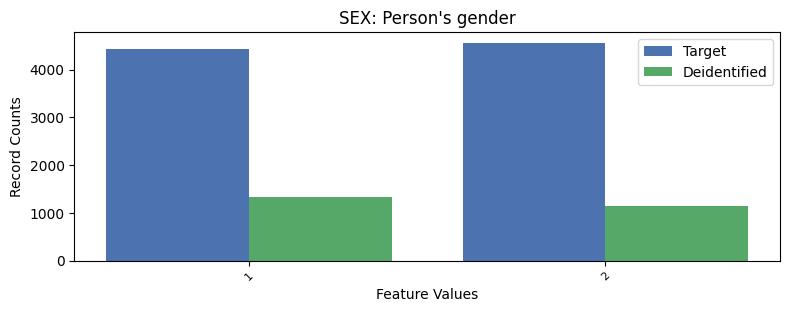 SEX: Person's gender
Target
Deidentified
Record Counts
4000
3000
2000
1000
0
1
2
Feature Values